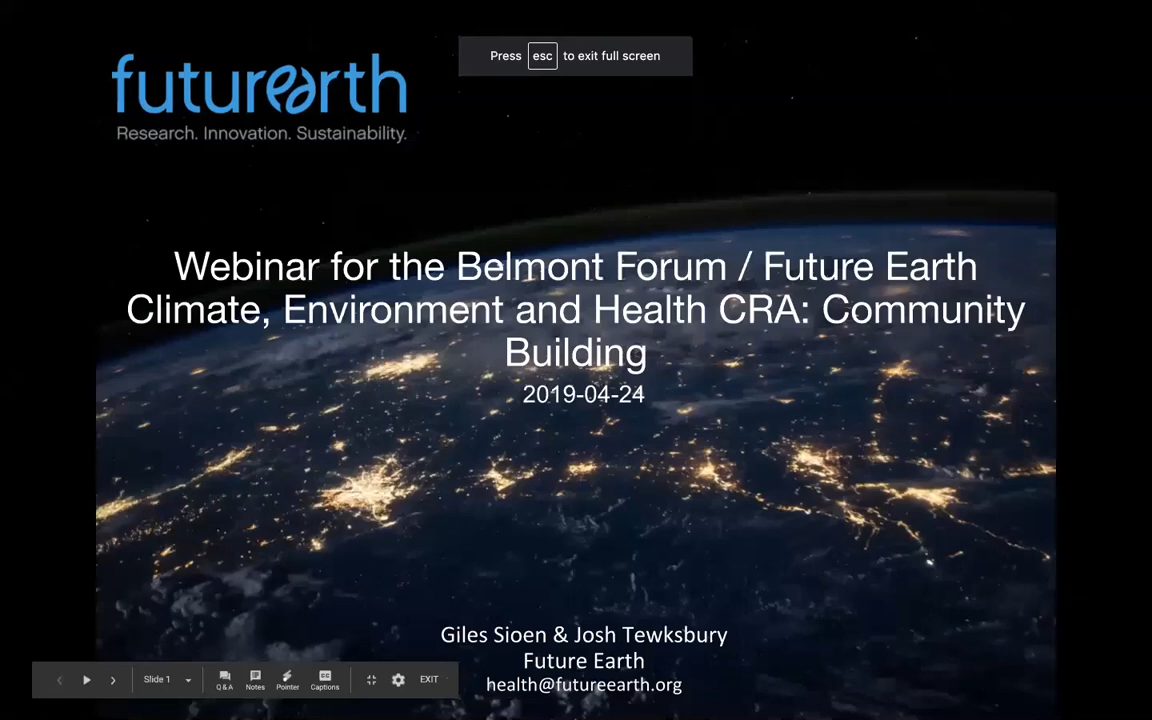 Press esc to exit full screen
futurearth
Research. Innovation. Sustainability.
Webinar for the Belmont Forum / Future Earth
Climate, Environment and Health CRA: Community
Building
2019-04-24
Giles Sioen & Josh Tewksbury
Future Earth
health@futureearth.org
Slide 1
Q & A
Notes
Pointer
Captions
EXIT